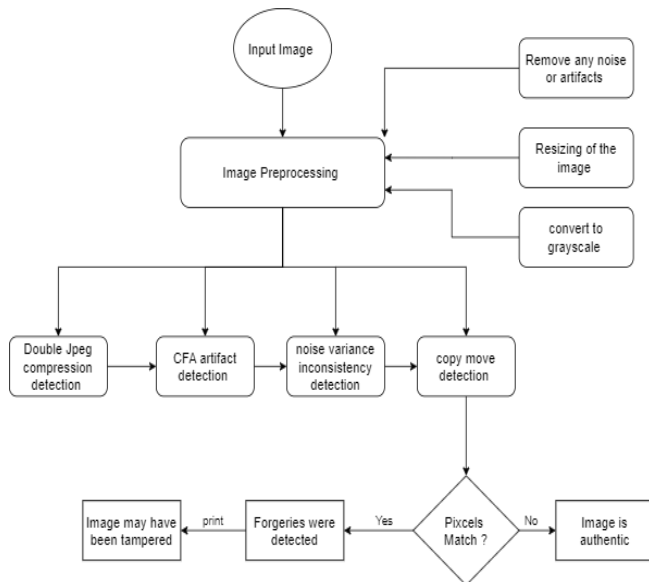 Input Image
Remove any noise
or artifacts
Image Preprocessing
Resizing of the
image
convert to
grayscale
Double Jpeg
compression
detection
CFA artifact
detection
noise variance
inconsistency
detection
copy move
detection
Image may have
been tampered
print
Forgeries were
detected
Yes
Pixcels
Match ?
No
Image is
authentic